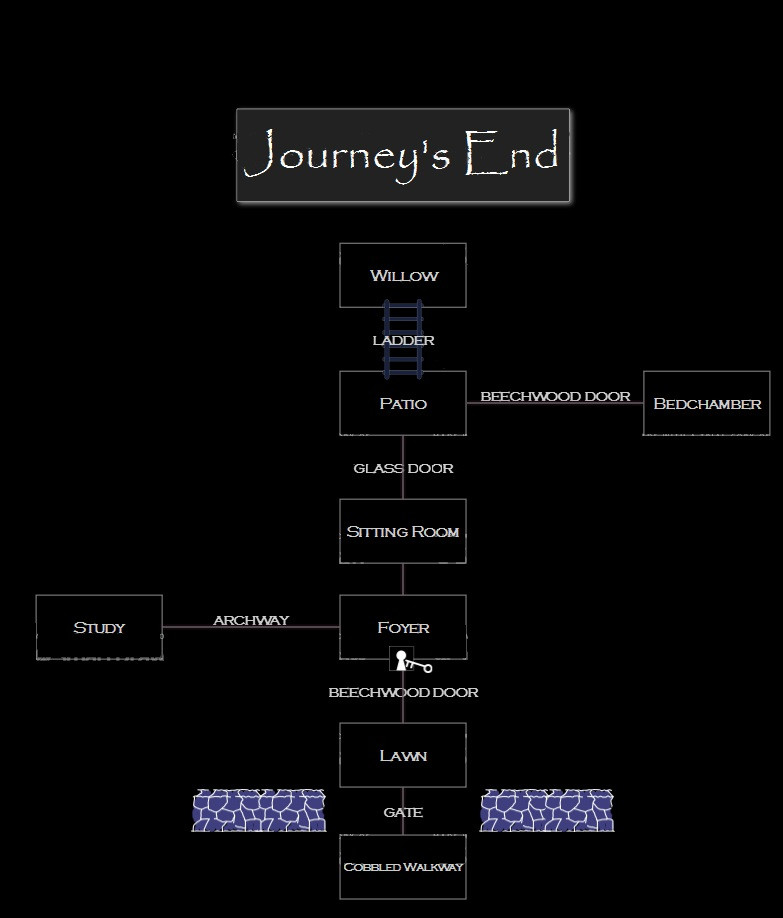 Journey's End
Willow
LADDER
Patio
BEECHWOOD DOOR
Bedchamber
GLASS DOOR
Sitting Room
Study
ARCHWAY
Foyer
BEECHWOOD DOOR
Lawn
GATE
Cobbled Walkway